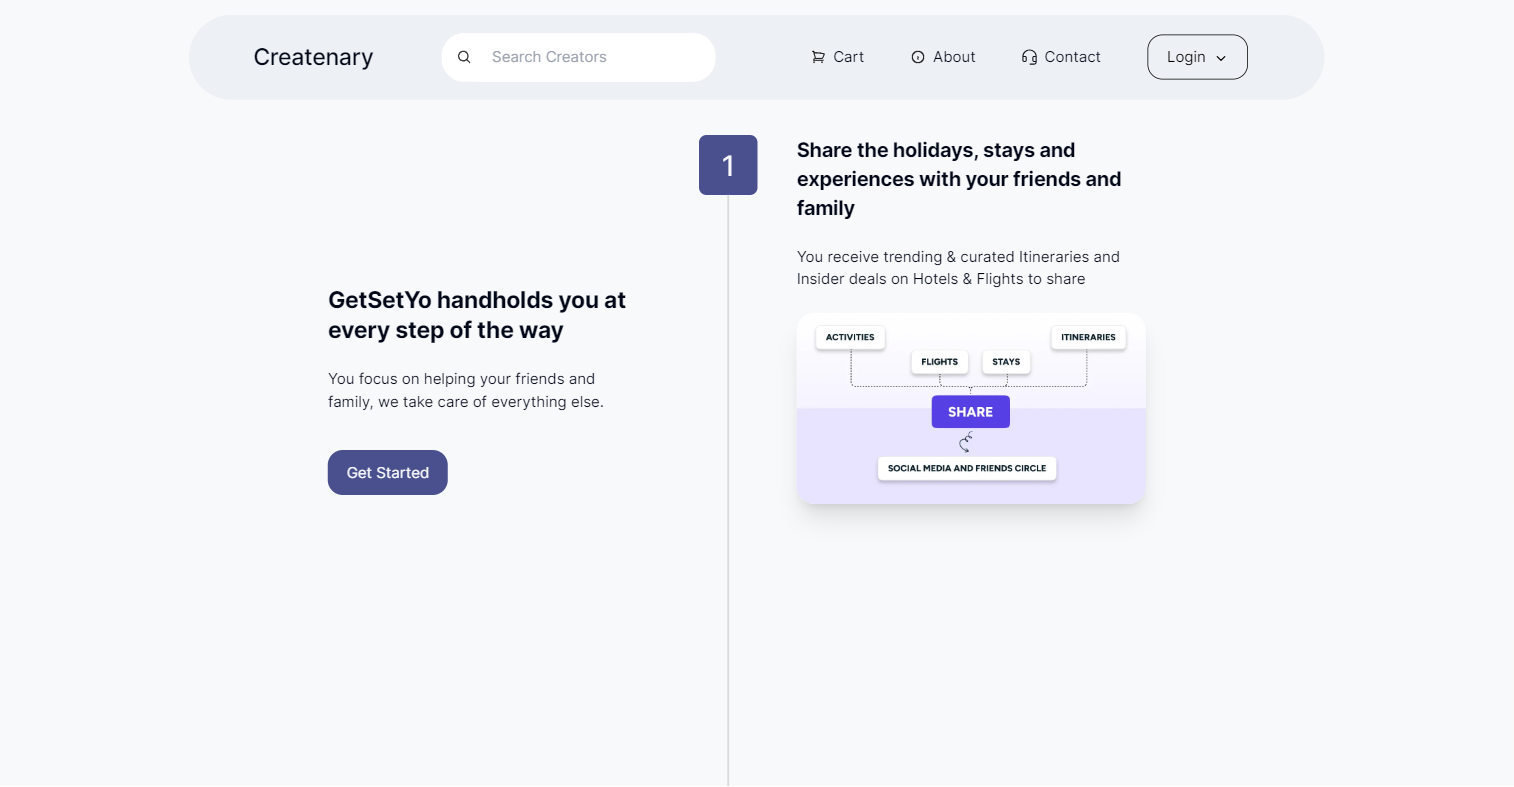 Createnary
Search Creators
Cart
About
Contact
Login
GetSetYo handholds you at
every step of the way
You focus on helping your friends and
family, we take care of everything else.
Get Started
1
Share the holidays, stays and
experiences with your friends and
family
You receive trending & curated Itineraries and
Insider deals on Hotels & Flights to share
ACTIVITIES
ITINERARIES
FLIGHTS
STAYS
SHARE
SOCIAL MEDIA AND FRIENDS CIRCLE